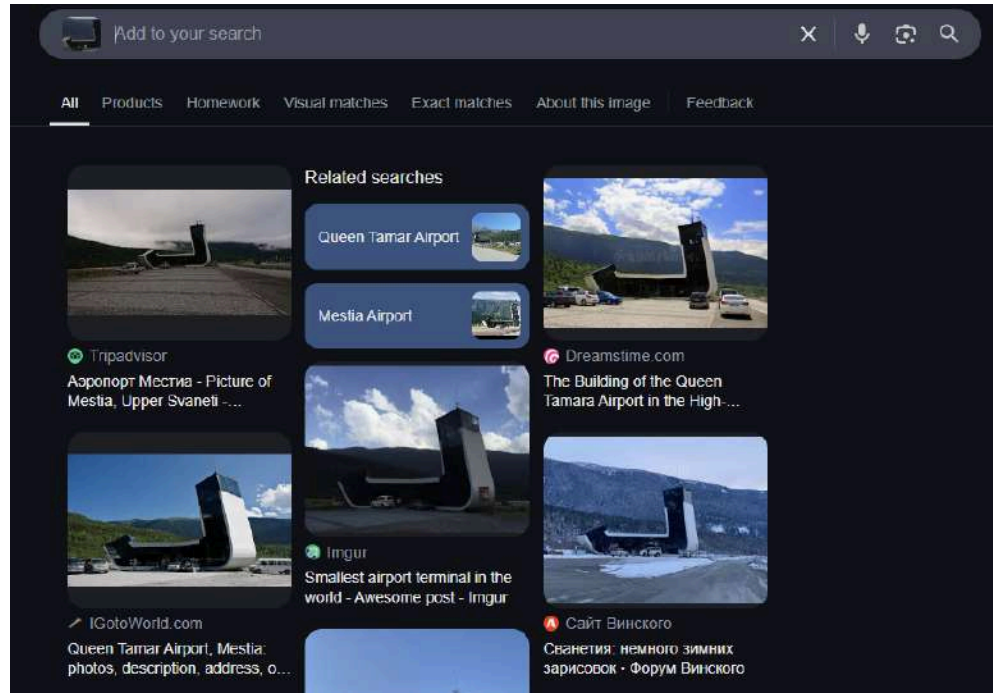 Add to your search
All Products Homework Visual matches Exact matches About this image Feedback
Tripadvisor
Аэропорт Местиа - Picture of
Mestia, Upper Svaneti -...
IGotoWorld.com
Queen Tamar Airport, Mestia:
photos, description, address, o...
Related searches
Queen Tamar Airport
Mestia Airport
Imgur
Smallest airport terminal in the
world - Awesome post - Imgur
Dreamstime.com
The Building of the Queen
Tamara Airport in the High-...
Сайт Винского
Сванетия: немного зимних
зарисовок • Форум Винского